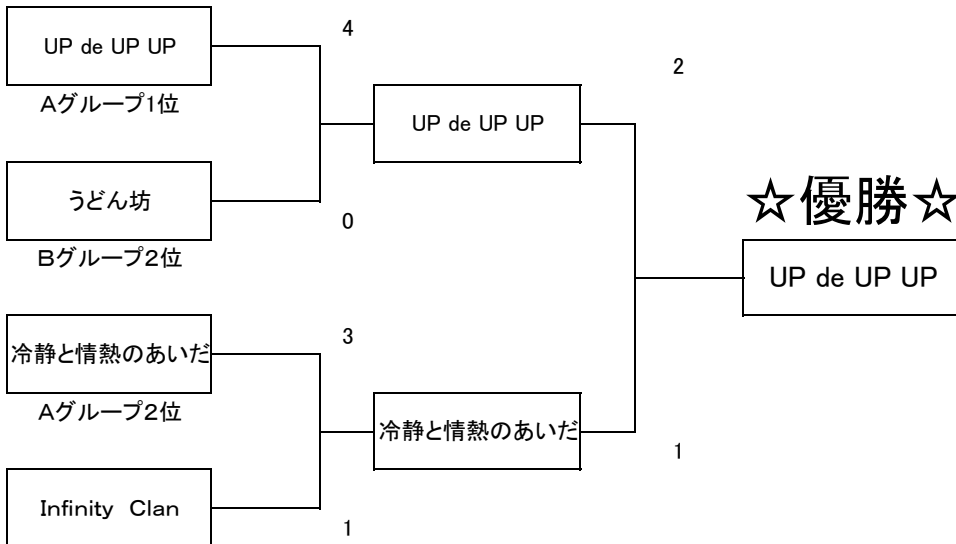 UP de UP UP
Aグループ1位
4
うどん坊
Bグループ2位
0
冷静と情熱のあいだ
Aグループ2位
3
Infinity Clan
1
UP de UP UP
2
冷静と情熱のあいだ
1
☆優勝☆
UP de UP UP